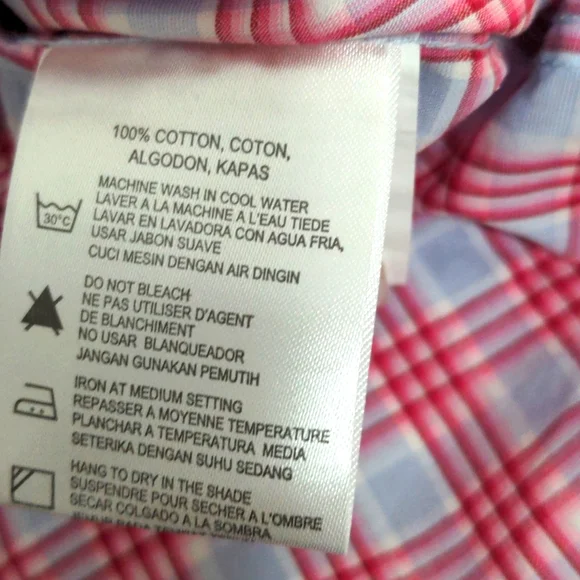 100% COTTON, COTON,
ALGODON, KAPAS
MACHINE WASH IN COOL WATER
LAVER A LA MACHINE A L'EAU TIEDE
LAVAR EN LAVADORA CON AGUA FRIA,
USAR JABON SUAVE
CUCI MESIN DENGAN AIR DINGIN
30°C
DO NOT BLEACH
NE PAS UTILISER D'AGENT
DE BLANCHIMENT
NO USAR BLANQUEADOR
JANGAN GUNAKAN PEMUTIH
IRON AT MEDIUM SETTING
REPASSER A MOYENNE TEMPERATURE
PLANCHAR A TEMPERATURA MEDIA
SETERIKA DENGAN SUHU SEDANG
HANG TO DRY IN THE SHADE
SUSPENDRE POUR SECHER A L'OMBRE
SECAR COLGADO A LA SOMBRA